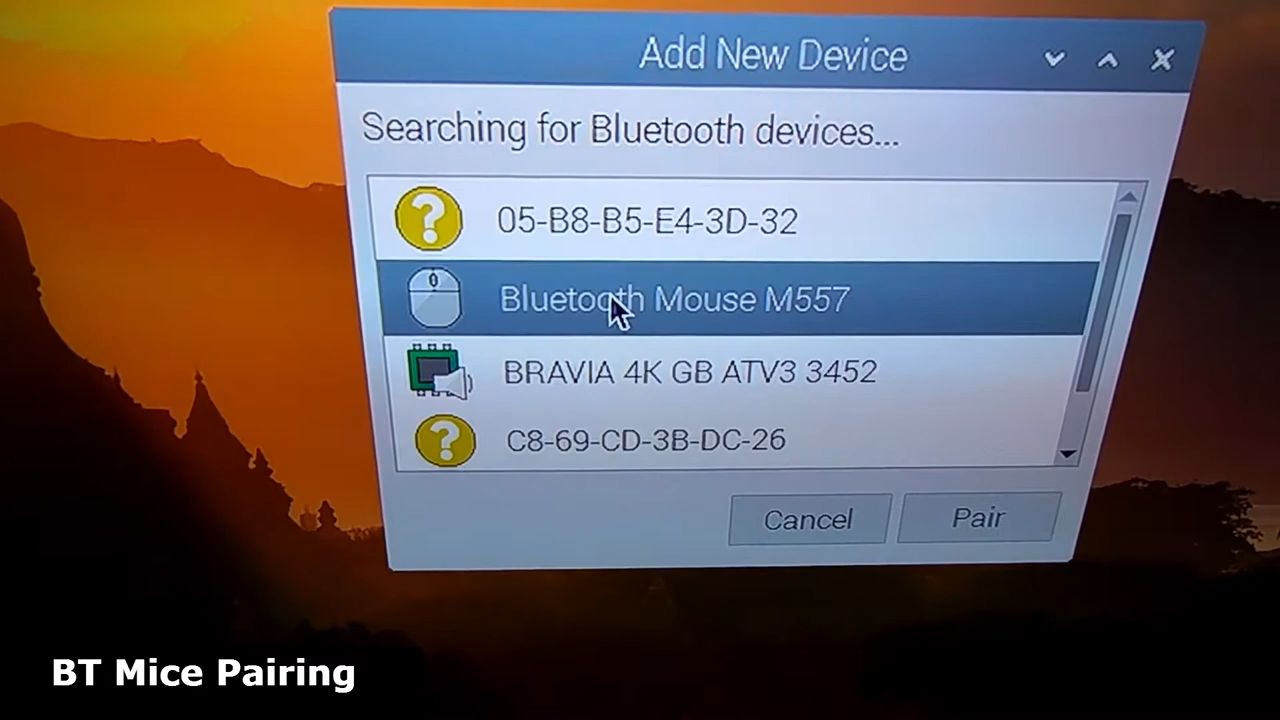 Add New Device
Searching for Bluetooth devices...
05-B8-B5-E4-3D-32
Bluetooth Mouse M557
BRAVIA 4K GB ATV3 3452
C8-69-CD-3B-DC-26
Cancel Pair
BT Mice Pairing